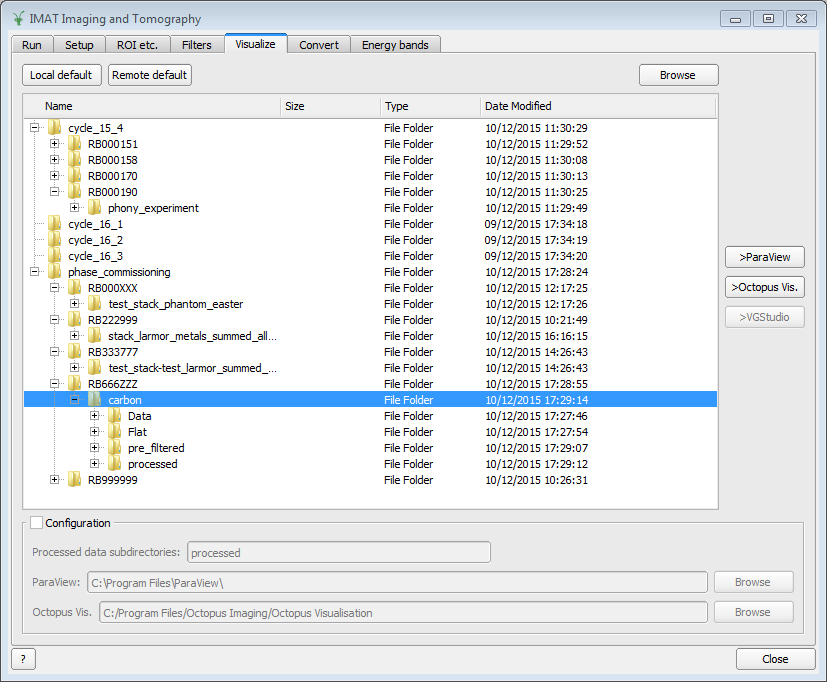 IMAT Imaging and Tomography
Run Setup ROI etc. Filters Visualize Convert Energy bands
Local default Remote default Browse
Name Size Type Date Modified
cycle_15_4 File Folder 10/12/2015 11:30:29
RB000151 File Folder 10/12/2015 11:29:52
RB000158 File Folder 10/12/2015 11:30:08
RB000170 File Folder 10/12/2015 11:30:13
RB000190 File Folder 10/12/2015 11:30:25
phony_experiment File Folder 10/12/2015 11:29:49
cycle_16_1 File Folder 09/12/2015 17:34:18
cycle_16_2 File Folder 09/12/2015 17:34:19
cycle_16_3 File Folder 09/12/2015 17:34:20
phase_commissioning File Folder 10/12/2015 17:28:24
RB000XXX File Folder 10/12/2015 12:17:25
test_stack_phantom_easter File Folder 10/12/2015 12:17:26
RB222999 File Folder 10/12/2015 10:21:49
stack_larmor_metals_summed_all... File Folder 10/12/2015 16:16:15
RB333777 File Folder 10/12/2015 14:26:43
test_stack-test_larmor_summed_... File Folder 10/12/2015 14:26:43
RB666ZZZ File Folder 10/12/2015 17:28:55
carbon File Folder 10/12/2015 17:29:14
Data File Folder 10/12/2015 17:27:46
Flat File Folder 10/12/2015 17:27:54
pre_filtered File Folder 10/12/2015 17:29:07
processed File Folder 10/12/2015 17:29:12
RB999999 File Folder 10/12/2015 10:26:31
>ParaView
>Octopus Vis.
>VGStudio
Configuration
Processed data subdirectories: processed
ParaView: C:\Program Files\ParaView\ Browse
Octopus Vis. C:/Program Files/Octopus Imaging/Octopus Visualisation Browse
? Close